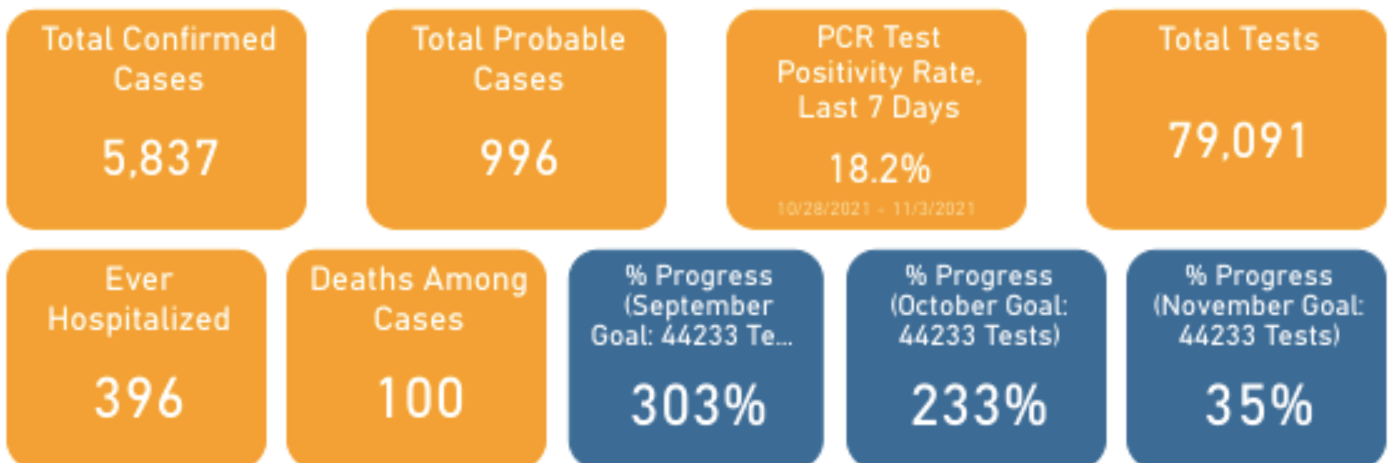 Total Confirmed
Cases
5,837
Total Probable
Cases
996
PCR Test
Positivity Rate,
Last 7 Days
18.2%
10/28/2021 - 11/3/2021
Total Tests
79,091
Ever
Hospitalized
396
Deaths Among
Cases
100
% Progress
(September
Goal: 44233 Te...
303%
% Progress
(October Goal:
44233 Tests)
233%
% Progress
(November Goal:
44233 Tests)
35%